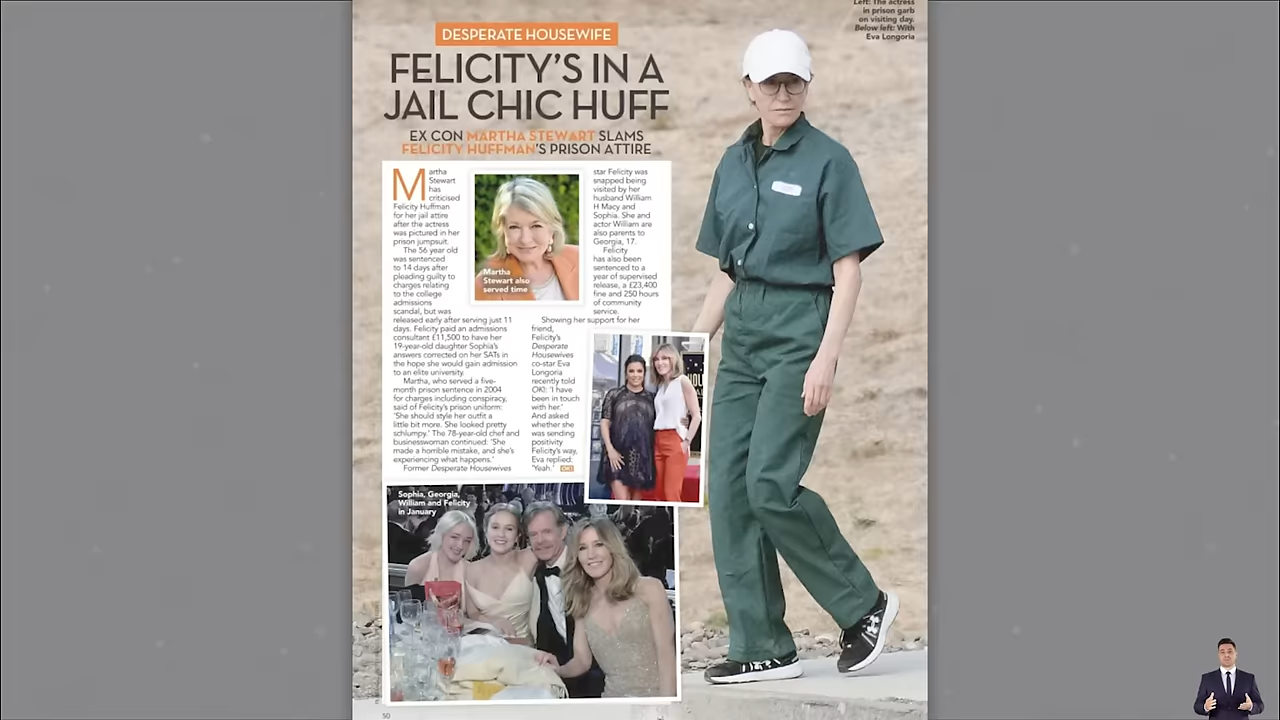 Left: The actress
in prison garb
on visiting day.
Below left: With
Eva Longoria
DESPERATE HOUSEWIFE
FELICITY'S IN A
JAIL CHIC HUFF
EX CON MARTHA STEWART SLAMS
FELICITY HUFFMAN'S PRISON ATTIRE
Martha
Stewart
has
criticised
Felicity Huffman
for her jail attire
after the actress
was pictured in her
prison jumpsuit.
The 56 year old
was sentenced
to 14 days after
pleading guilty to
charges relating
to the college
admissions
scandal, but was
released early after serving just 11
days. Felicity paid an admissions
consultant £11,500 to have her
19-year-old daughter Sophia's
answers corrected on her SATs in
the hope she would gain admission
to an elite university.
Martha, who served a five-
month prison sentence in 2004
for charges including conspiracy,
said of Felicity's prison uniform:
'She should style her outfit a
little bit more. She looked pretty
schlumpy.' The 78-year-old chef and
businesswoman continued: 'She
made a horrible mistake, and she's
experiencing what happens.'
Former Desperate Housewives
star Felicity was
snapped being
visited by her
husband William
H Macy and
Sophia. She and
actor William are
also parents to
Georgia, 17.
Felicity
has also been
sentenced to a
year of supervised
release, a £23,400
fine and 250 hours
of community
service.
Showing her support for her
friend,
Felicity's
Desperate
Housewives
co-star Eva
Longoria
recently told
OK!: 'I have
been in touch
with her.'
And asked
whether she
was sending
positivity
Felicity's way,
Eva replied:
'Yeah.' OK!
Martha
Stewart also
served time
Sophia, Georgia,
William and Felicity
in January
50